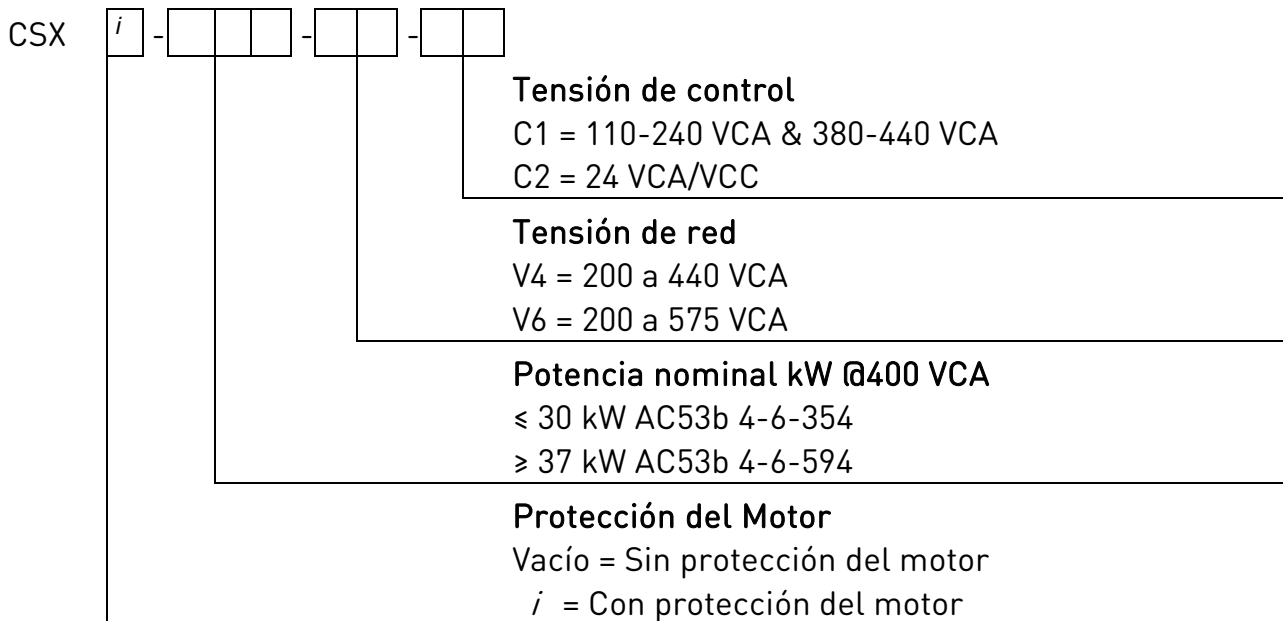 CSX i - - -
Tensión de control
C1 = 110-240 VCA & 380-440 VCA
C2 = 24 VCA/VCC
Tensión de red
V4 = 200 a 440 VCA
V6 = 200 a 575 VCA
Potencia nominal kW @400 VCA
≤ 30 kW AC53b 4-6-354
≥ 37 kW AC53b 4-6-594
Protección del Motor
Vacío = Sin protección del motor
i = Con protección del motor